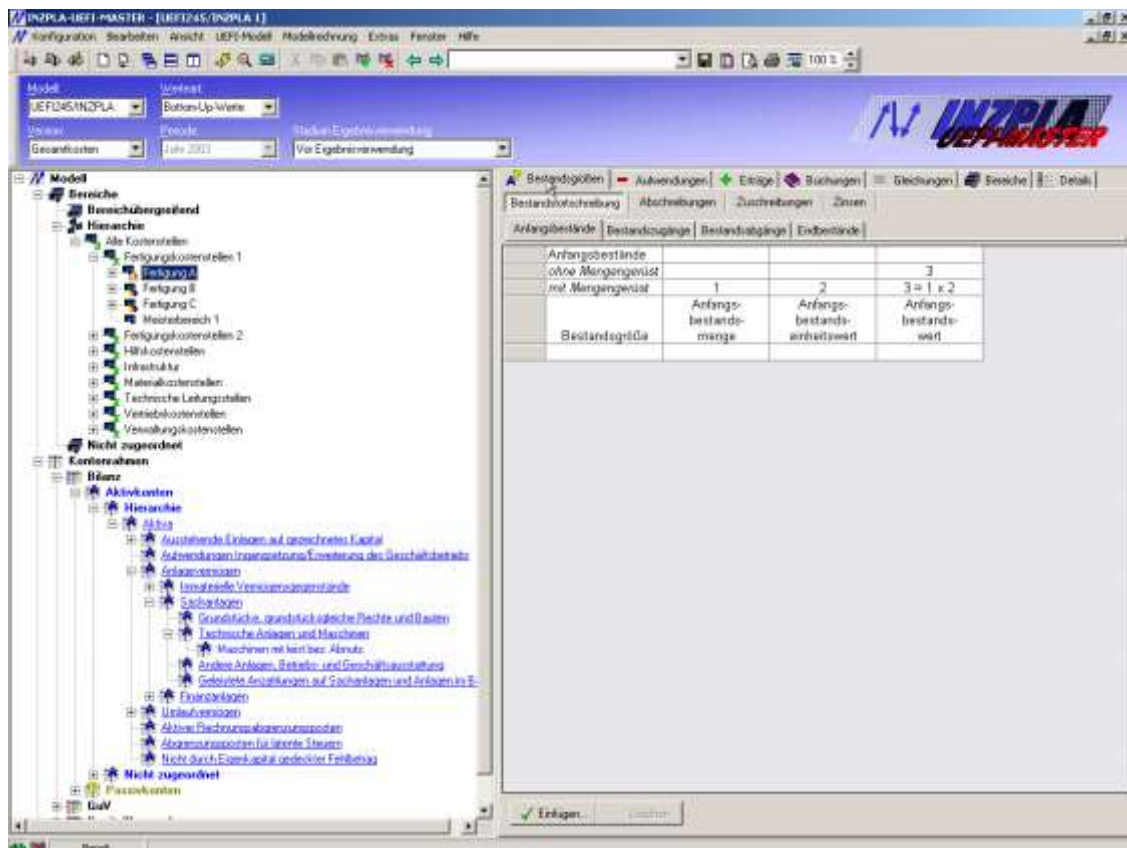 INZPLA-UEFI-MASTER - [UEFI245/INZPLA 1]
Konfiguration Bearbeiten Ansicht UEFI-Modell Modellrechnung Extras Fenster Hilfe
100 %
Modell Werteart
UEFI245/INZPLA Bottom-Up-Werte
Version Periode Stadium Ergebnisverwendung
Gesamtkosten Jahr 2003 Vor Ergebnisverwendung
INZPLA
UEFI-MASTER
Modell
Bereiche
Bereichübergreifend
Hierarchie
Alle Kostenstellen
Fertigungskostenstellen 1
Fertigung A
Fertigung B
Fertigung C
Meisterbereich 1
Fertigungskostenstellen 2
Hilfskostenstellen
Infrastruktur
Materialkostenstellen
Technische Leitungsstellen
Vertriebskostenstellen
Verwaltungskostenstellen
Nicht zugeordnet
Kontenrahmen
Bilanz
Aktivkonten
Hierarchie
Aktiva
Ausstehende Einlagen auf gezeichnetes Kapital
Aufwendungen Ingangsetzung/Erweiterung des Geschäftsbetriebs
Anlagevermögen
Immaterielle Vermögensgegenstände
Sachanlagen
Grundstücke, grundstücksgleiche Rechte und Bauten
Technische Anlagen und Maschinen
Maschinen mit leist.bez. Abnutz.
Andere Anlagen, Betriebs- und Geschäftsausstattung
Geleistete Anzahlungen auf Sachanlagen und Anlagen im B
Finanzanlagen
Umlaufvermögen
Aktiver Rechnungsabgrenzungsposten
Abgrenzungsposten für latente Steuern
Nicht durch Eigenkapital gedeckter Fehlbetrag
Nicht zugeordnet
Passivkonten
GuV
Bestandsgrößen Aufwendungen Erträge Buchungen Gleichungen Bereiche Details
Bestandsfortschreibung Abschreibungen Zuschreibungen Zinsen
Anfangsbestände Bestandszugänge Bestandsabgänge Endbestände
Anfangsbestände
ohne Mengengerüst 3
mit Mengengerüst 1 2 3 = 1 x 2
Anfangs- Anfangs- Anfangs-
bestands- bestands- bestands-
Bestandsgröße menge einheitswert wert
Einfügen... Löschen
Bereit